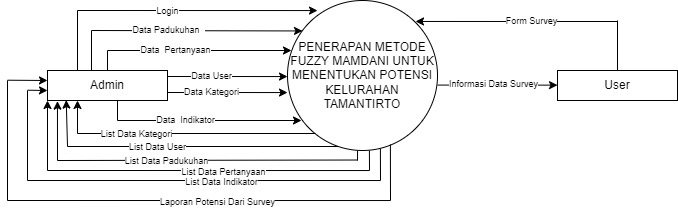 Login
Form Survey
Data Padukuhan
Data Pertanyaan
PENERAPAN METODE
FUZZY MAMDANI UNTUK
MENENTUKAN POTENSI
KELURAHAN
TAMANTIRTO
Admin
Data User
Data Kategori
Informasi Data Survey
User
Data Indikator
List Data Kategori
List Data User
List Data Padukuhan
List Data Pertanyaan
List Data Indikator
Laporan Potensi Dari Survey